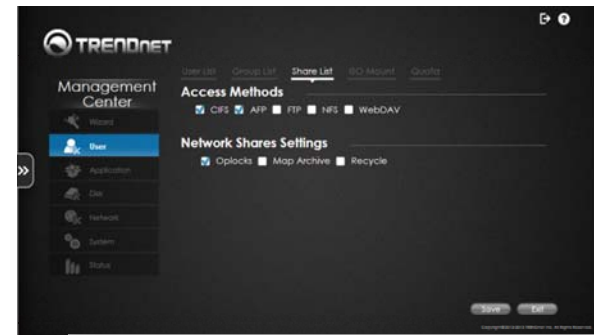 TRENDNET
User List Group List Share List ISO Mount Quota
Management
Center
Access Methods
CIFS AFP FTP NFS WebDAV
Wizard
User
Network Shares Settings
Oplocks Map Archive Recycle
Application
Disk
Network
System
Status
Save Exit